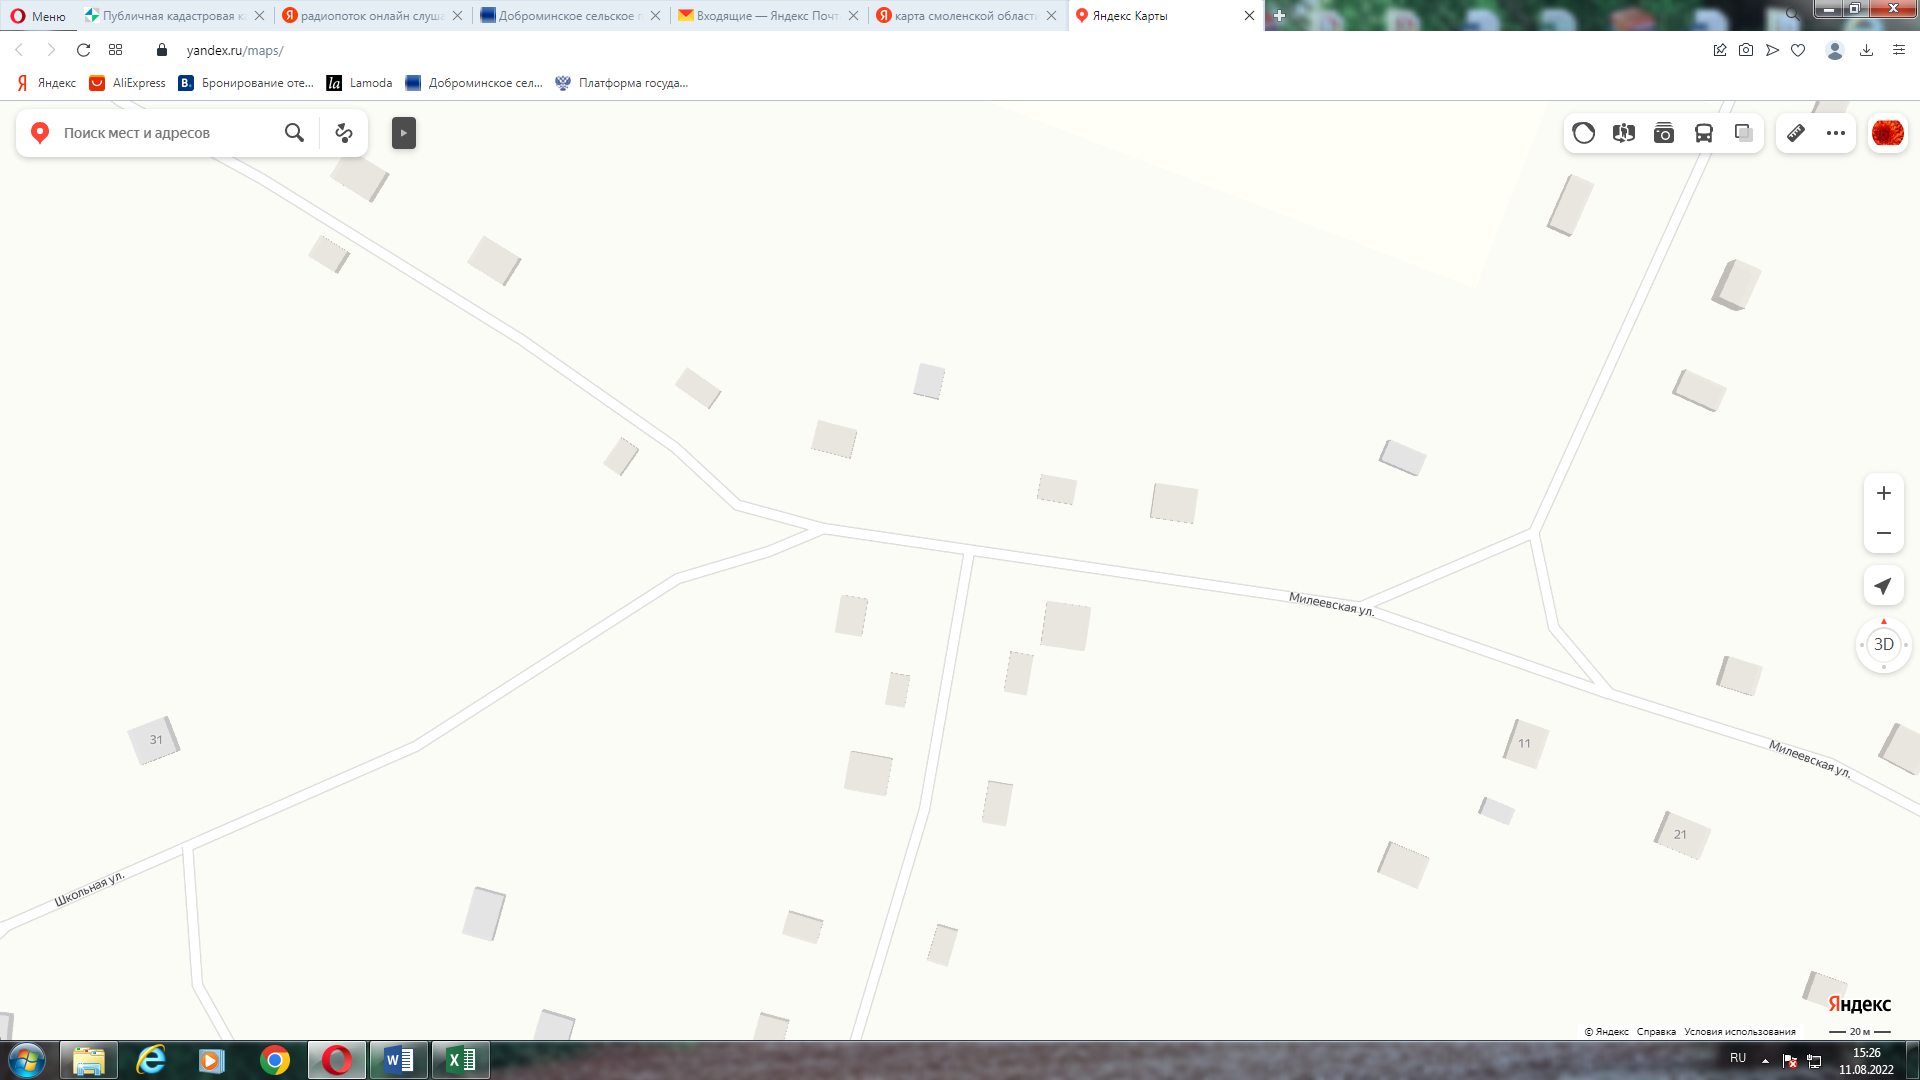 Меню
Публичная кадастровая к
радиопоток онлайн слуша
Доброминское сельское п
Входящие — Яндекс Почт
карта смоленской област
Яндекс Карты
yandex.ru/maps/
Яндекс
AliExpress
Бронирование оте...
Lamoda
Доброминское сел...
Платформа госуда...
Поиск мест и адресов
Милеевская ул.
3D
31
11
Милеевская ул.
21
Школьная ул.
Яндекс
© Яндекс Справка Условия использования
20 м
RU
15:26
11.08.2022